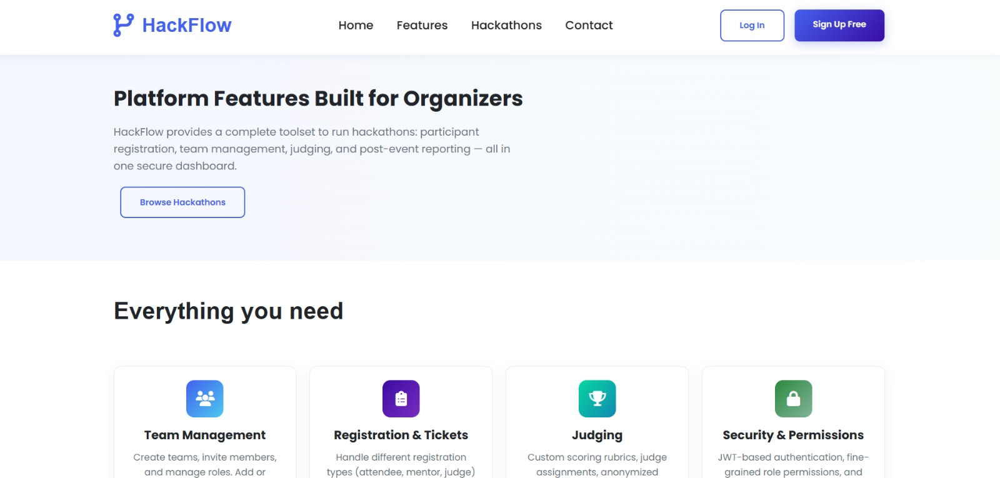 HackFlow
Home Features Hackathons Contact
Log In
Sign Up Free
Platform Features Built for Organizers
HackFlow provides a complete toolset to run hackathons: participant
registration, team management, judging, and post-event reporting — all in
one secure dashboard.
Browse Hackathons
Everything you need
Team Management
Create teams, invite members,
and manage roles. Add or
Registration & Tickets
Handle different registration
types (attendee, mentor, judge)
Judging
Custom scoring rubrics, judge
assignments, anonymized
Security & Permissions
JWT-based authentication, fine-
grained role permissions, and